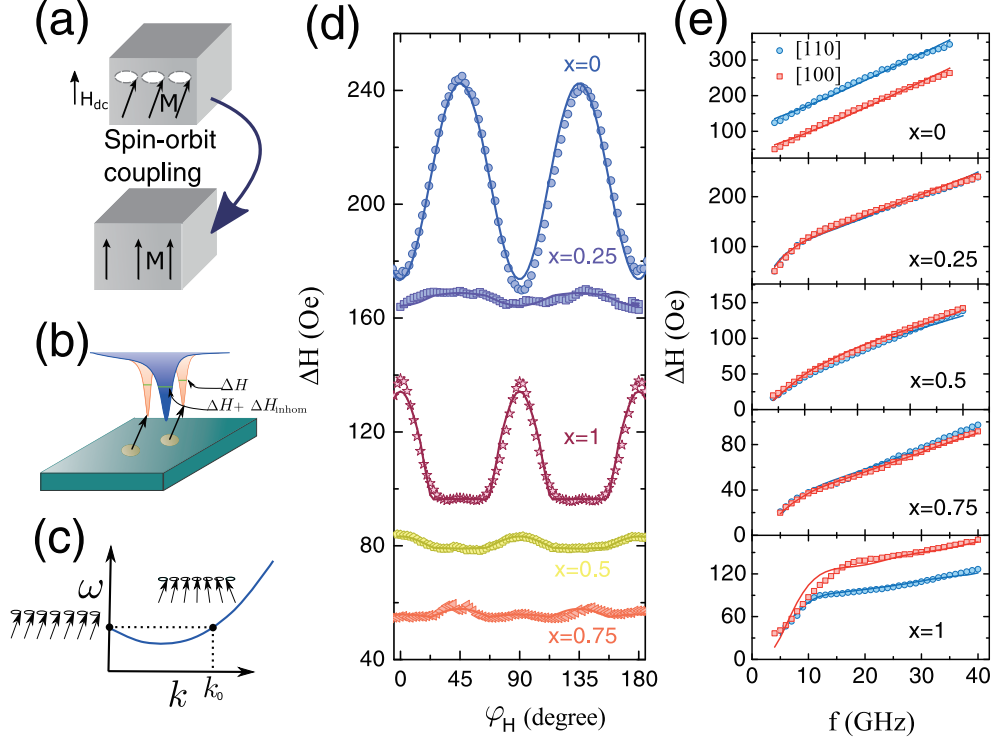 (a)
H_dc
M
Spin-orbit
coupling
M
(b)
ΔH
ΔH + ΔH_inhom
(c)
ω
k
k_0
(d)
x=0
x=0.25
x=1
x=0.5
x=0.75
240
200
160
120
80
40
ΔH (Oe)
0 45 90 135 180
φ_H (degree)
(e)
[110]
[100]
300
200
100
x=0
200
100
x=0.25
150
100
50
0
x=0.5
80
40
0
x=0.75
120
60
0
x=1
ΔH (Oe)
0 10 20 30 40
f (GHz)